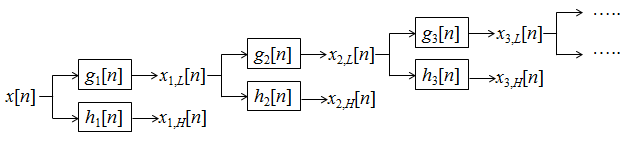 x[n]
g₁[n]
x₁,L[n]
h₁[n]
x₁,H[n]
g₂[n]
x₂,L[n]
h₂[n]
x₂,H[n]
g₃[n]
x₃,L[n]
h₃[n]
x₃,H[n]
.....
.....